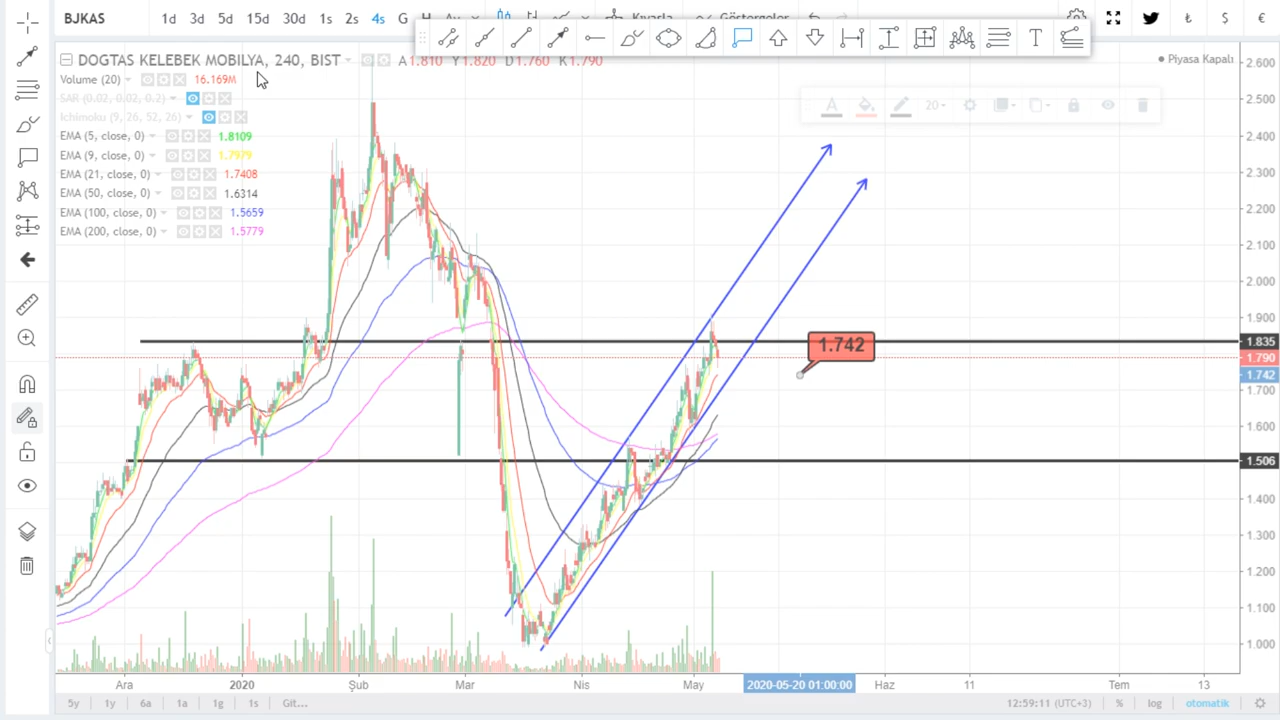 BJKAS 1d 3d 5d 15d 30d 1s 2s 4s G
DOGTAS KELEBEK MOBILYA, 240, BIST A1.810 Y1.820 D1.760 K1.790
Piyasa Kapalı
Volume (20) 16.169M
SAR (0.02, 0.02, 0.2)
Ichimoku (9, 26, 52, 26)
EMA (5, close, 0) 1.8109
EMA (9, close, 0) 1.7979
EMA (21, close, 0) 1.7408
EMA (50, close, 0) 1.6314
EMA (100, close, 0) 1.5659
EMA (200, close, 0) 1.5779
T
A 20
1.742
2.600
2.500
2.400
2.300
2.200
2.100
2.000
1.900
1.835
1.790
1.742
1.700
1.600
1.506
1.400
1.300
1.200
1.100
1.000
Ara 2020 Şub Mar Nis May 2020-05-20 01:00:00 Haz 11 Tem 13
5y 1y 6a 1a 1g 1s Git... 12:59:11 (UTC+3) % log otomatik